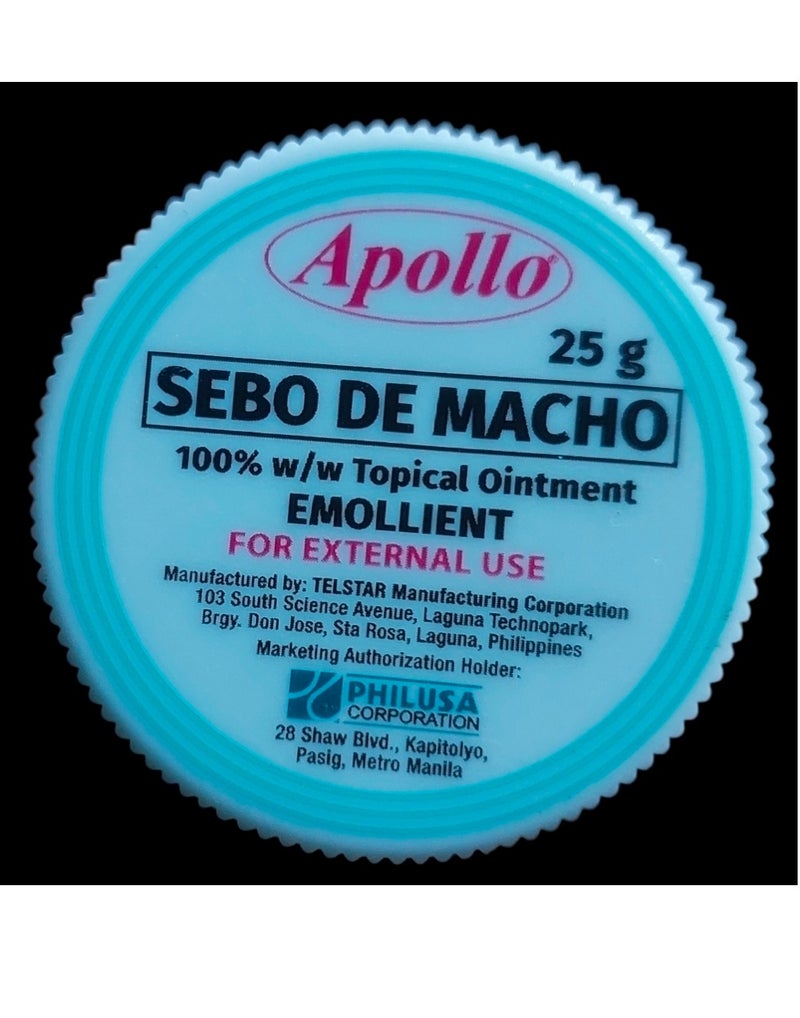 Apollo®
25 g
SEBO DE MACHO
100% w/w Topical Ointment
EMOLLIENT
FOR EXTERNAL USE
Manufactured by: TELSTAR Manufacturing Corporation
103 South Science Avenue, Laguna Technopark,
Brgy. Don Jose, Sta Rosa, Laguna, Philippines
Marketing Authorization Holder:
PHILUSA
CORPORATION
28 Shaw Blvd., Kapitolyo,
Pasig, Metro Manila